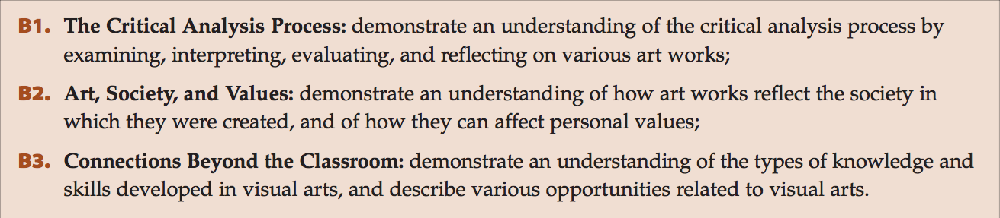 B1. The Critical Analysis Process: demonstrate an understanding of the critical analysis process by
examining, interpreting, evaluating, and reflecting on various art works;
B2. Art, Society, and Values: demonstrate an understanding of how art works reflect the society in
which they were created, and of how they can affect personal values;
B3. Connections Beyond the Classroom: demonstrate an understanding of the types of knowledge and
skills developed in visual arts, and describe various opportunities related to visual arts.